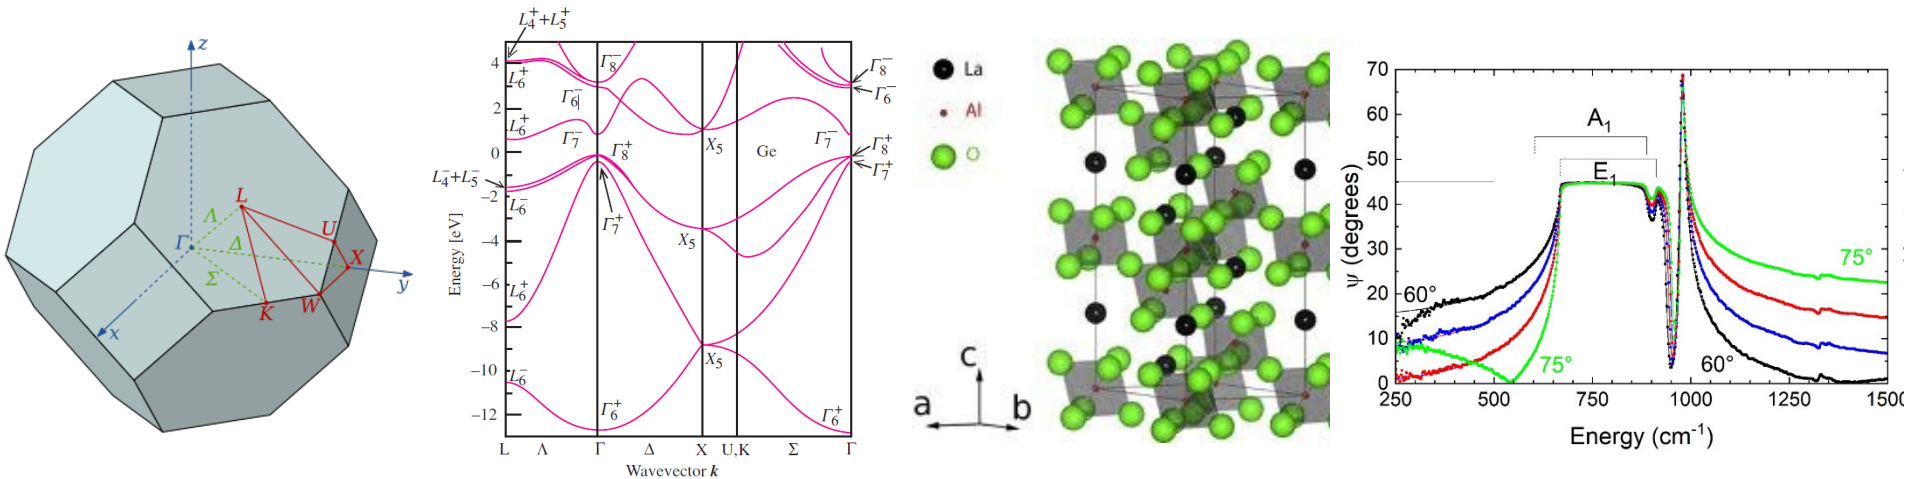 z
L
Λ
U
Γ
Δ
X
Σ
y
K
W
x
L₄⁺+L₅⁺
L₆⁺
L₆⁺
L₄⁻+L₅⁻
L₆⁻
L₆⁺
L₆⁻
Γ₈⁻
Γ₆⁻
Γ₇⁻
Γ₈⁺
Γ₇⁺
Γ₆⁺
X₅
X₅
X₅
Ge
Γ₈⁻
Γ₆⁻
Γ₇⁻
Γ₈⁺
Γ₇⁺
Γ₆⁺
Energy [eV]
4
2
0
−2
−4
−6
−8
−10
−12
L Λ Γ Δ X U,K Σ Γ
Wavevector k
La
Al
O
c
a b
ψ (degrees)
70
60
50
40
30
20
10
0
A₁
E₁
60°
75°
75°
60°
250 500 750 1000 1250 1500
Energy (cm⁻¹)